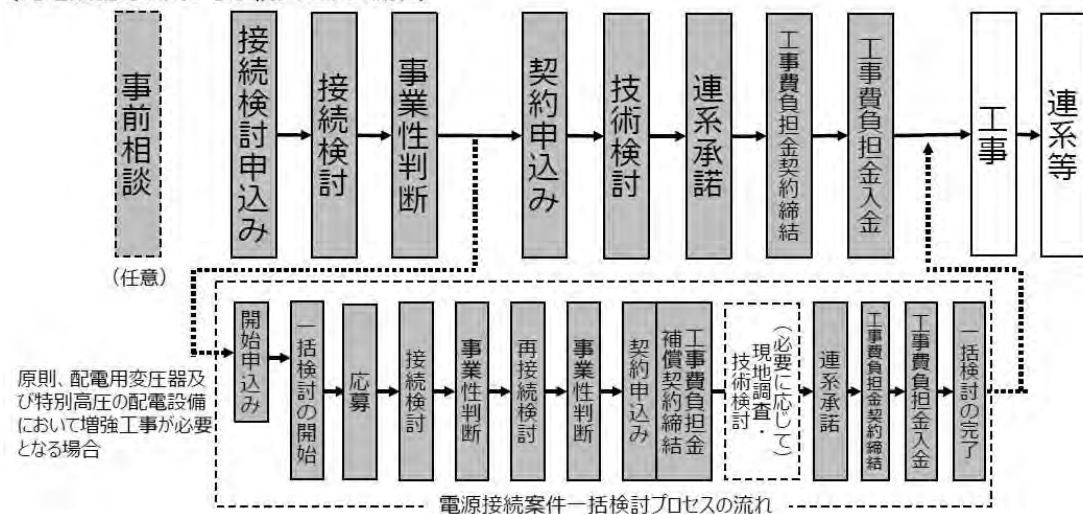 事前相談
(任意)
接続検討申込み
接続検討
事業性判断
契約申込み
技術検討
連系承諾
工事費負担金契約締結
工事費負担金入金
工事
連系等
原則、配電用変圧器及
び特別高圧の配電設備
において増強工事が必要
となる場合
開始申込み
一括検討の開始
応募
接続検討
事業性判断
再接続検討
事業性判断
契約申込み
工事費負担金
補償契約締結
(必要に応じて)
現地調査・
技術検討
連系承諾
工事費負担金契約締結
工事費負担金入金
一括検討の完了
電源接続案件一括検討プロセスの流れ